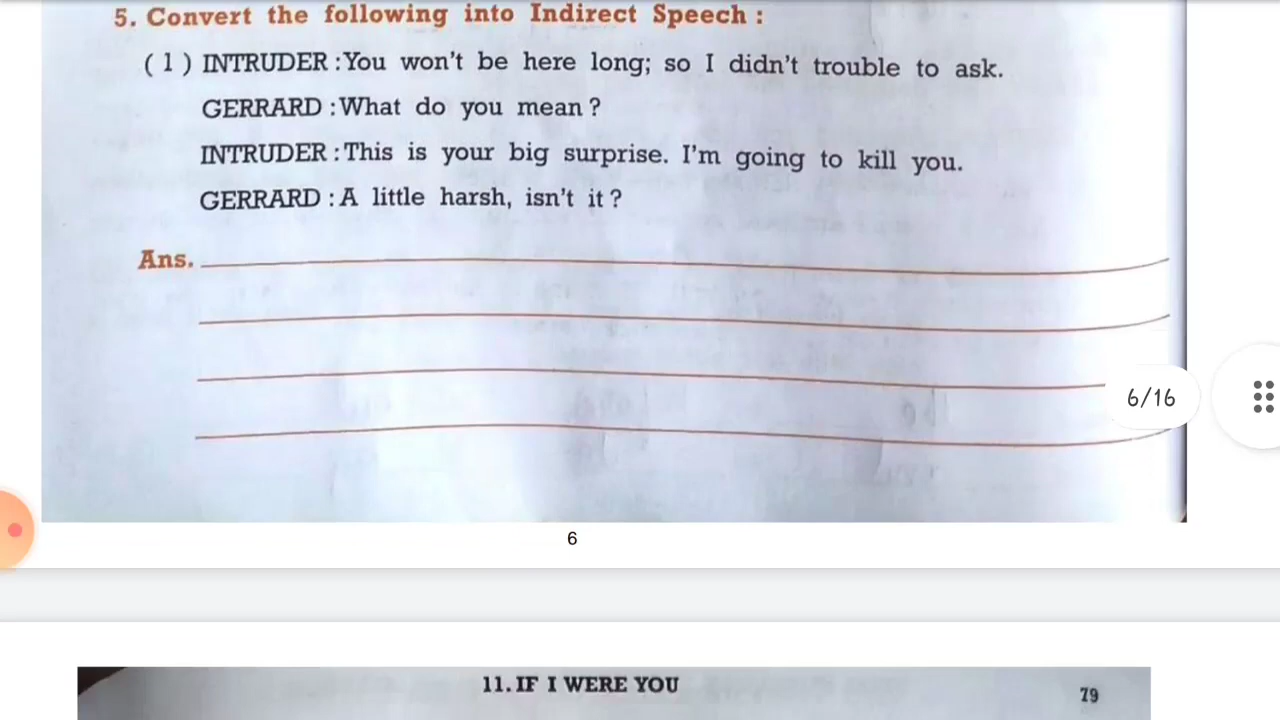 5. Convert the following into Indirect Speech :
( 1 ) INTRUDER : You won't be here long; so I didn't trouble to ask.
GERRARD : What do you mean ?
INTRUDER : This is your big surprise. I'm going to kill you.
GERRARD : A little harsh, isn't it ?
Ans.
6/16
6
11. IF I WERE YOU
79